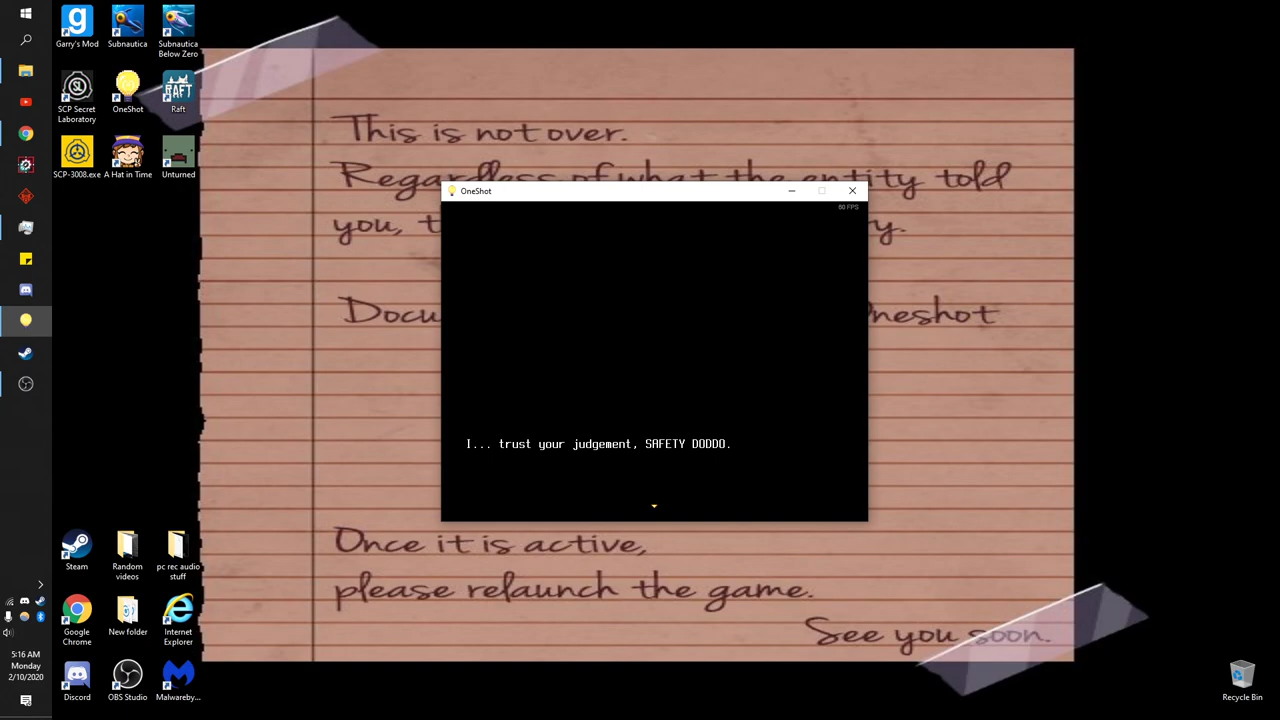 Garry's Mod
Subnautica
Subnautica Below Zero
SCP Secret Laboratory
OneShot
Raft
SCP-3008.exe
A Hat in Time
Unturned
This is not over.
Regardless of what the entity told
you, t
y.
Docu
neshot
OneShot
60 FPS
I... trust your judgement, SAFETY DODDO.
Once it is active,
please relaunch the game.
See you soon.
Steam
Random videos
pc rec audio stuff
Google Chrome
New folder
Internet Explorer
Discord
OBS Studio
Malwareby...
5:16 AM
Monday
2/10/2020
Recycle Bin